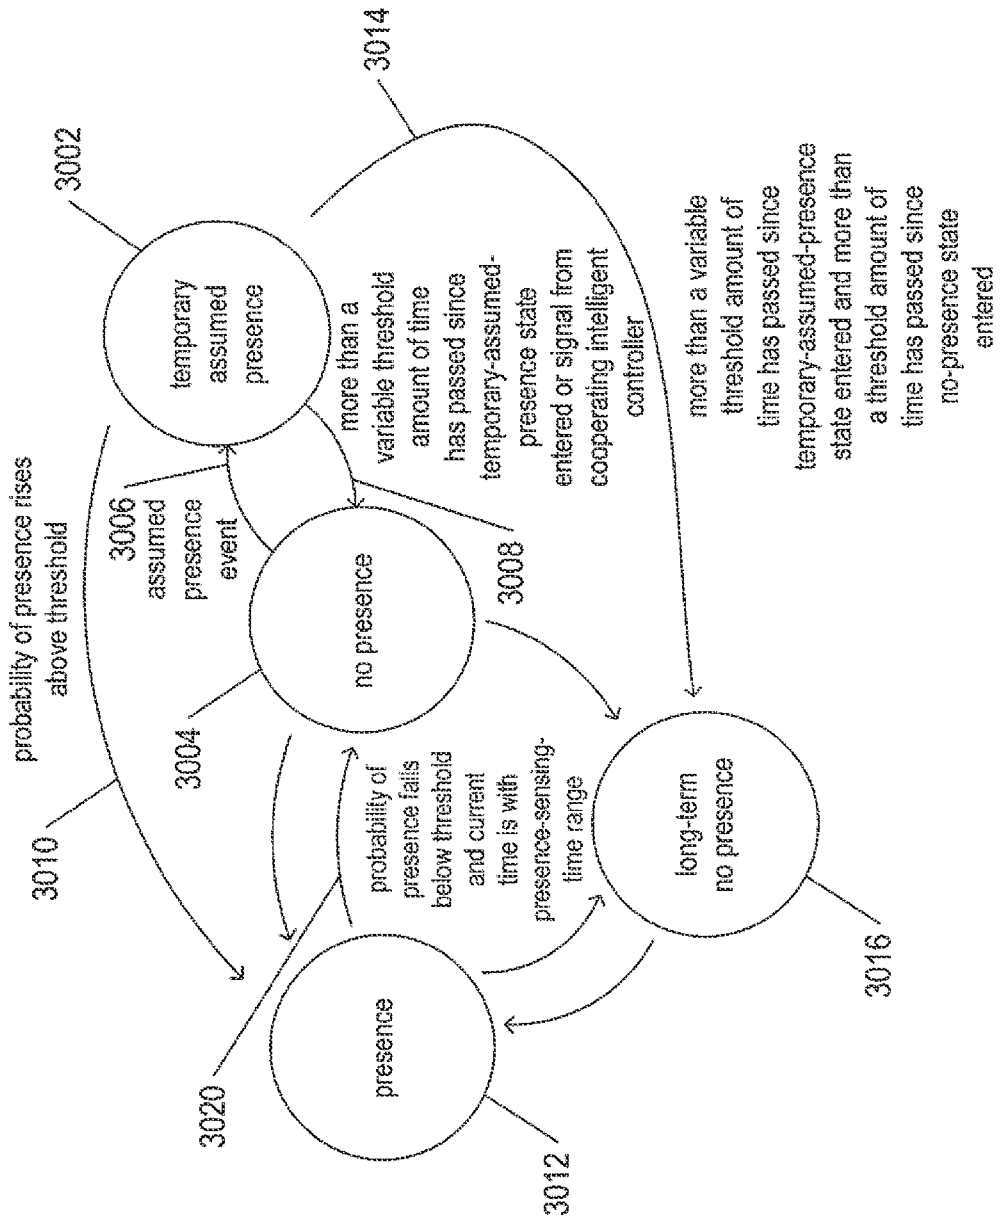 3010
probability of presence rises
above threshold
3002
temporary
assumed
presence
3006
assumed
presence
event
3014
3004
no presence
more than a
variable threshold
amount of time
has passed since
temporary-assumed-
presence state
entered or signal from
cooperating intelligent
controller
3008
3020
probability of
presence falls
below threshold
and current
time is with
presence-sensing-
time range
presence
3012
long-term
no presence
3016
more than a variable
threshold amount of
time has passed since
temporary-assumed-presence
state entered and more than
a threshold amount of
time has passed since
no-presence state
entered